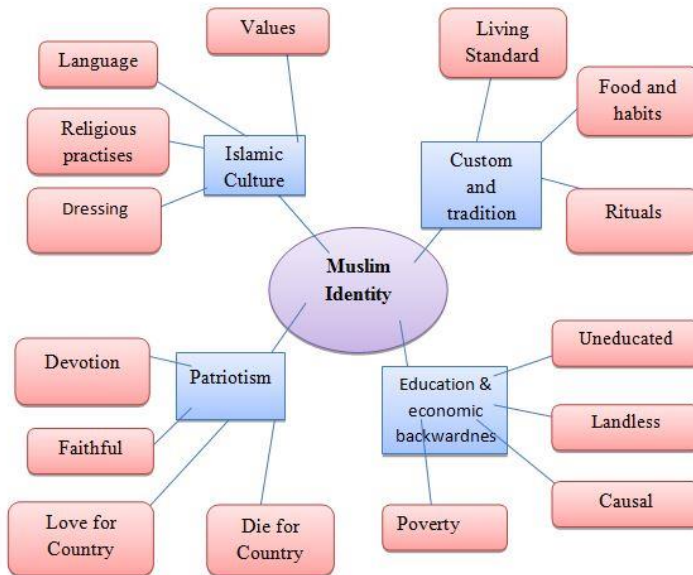 Values
Language
Religious
practises
Dressing
Islamic
Culture
Living
Standard
Food and
habits
Custom
and
tradition
Rituals
Muslim
Identity
Devotion
Patriotism
Faithful
Love for
Country
Die for
Country
Education &
economic
backwardnes
Uneducated
Landless
Causal
Poverty